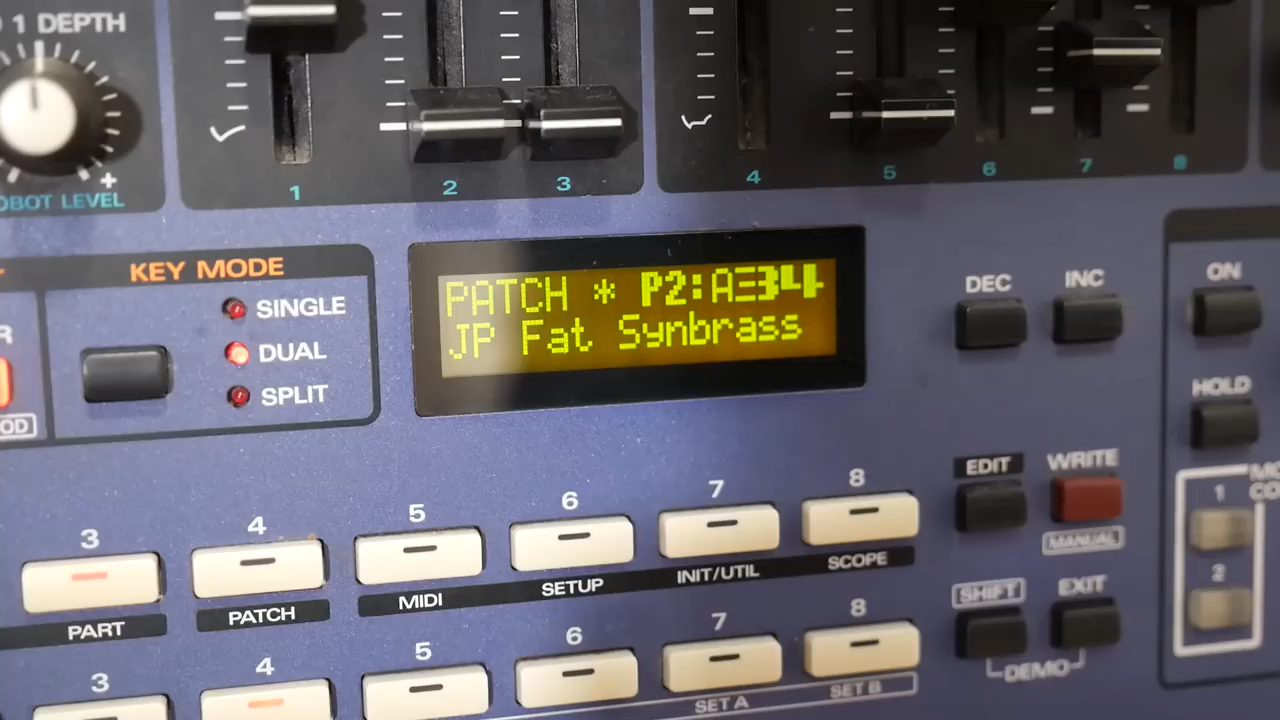 1 DEPTH
+
OBOT LEVEL
1 2 3
4 5 6 7 8
KEY MODE
SINGLE
DUAL
SPLIT
R
OD
PATCH * P2:A34
JP Fat Synbrass
DEC INC
ON
HOLD
EDIT WRITE
MANUAL
1
2
3 4 5 6 7 8
PART PATCH MIDI SETUP INIT/UTIL SCOPE
SHIFT EXIT
DEMO
3 4 5 6 7 8
SET A SET B